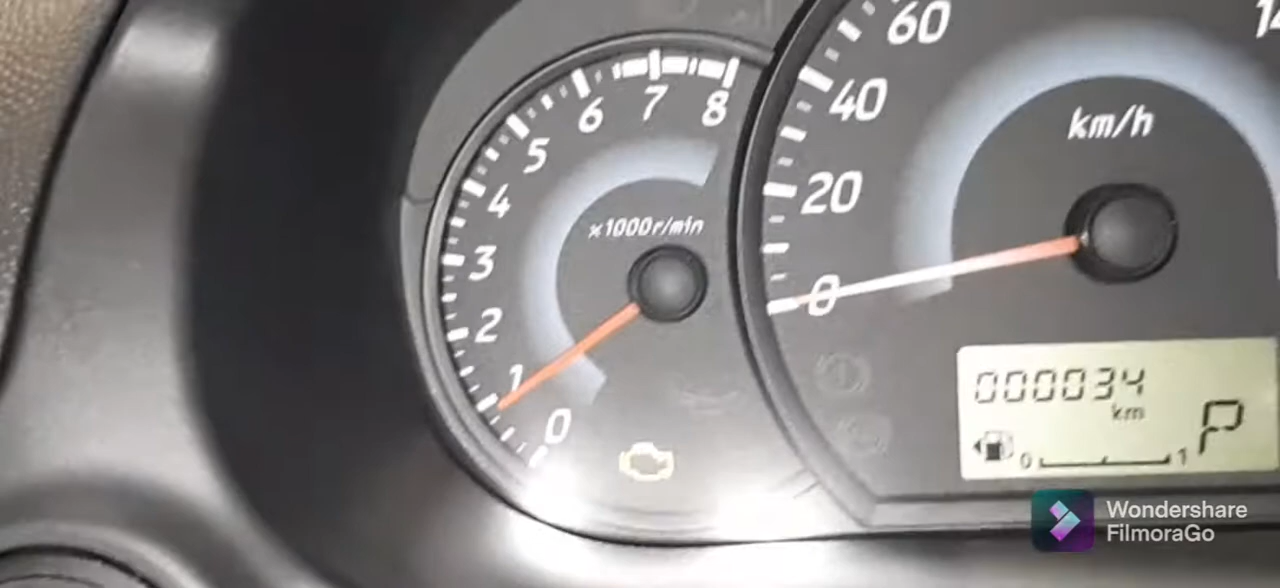 8
7
6
5
4
3
2
1
0
×1000r/min
60
40
20
0
km/h
000034
km
P
0
1
Wondershare
FilmoraGo